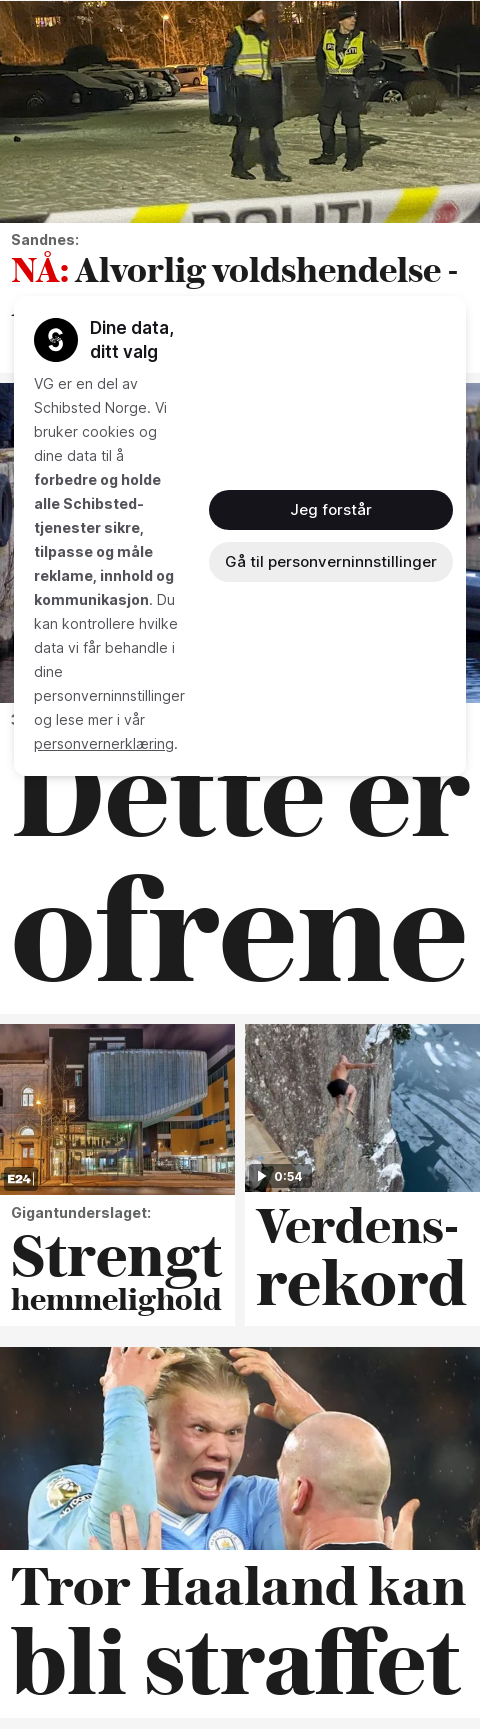 POLITI
Sandnes:
NÅ: Alvorlig voldshendelse -
Dine data,
ditt valg
VG er en del av
Schibsted Norge. Vi
bruker cookies og
dine data til å
forbedre og holde
alle Schibsted-
tjenester sikre,
tilpasse og måle
reklame, innhold og
kommunikasjon. Du
kan kontrollere hvilke
data vi får behandle i
dine
personverninnstillinger
og lese mer i vår
personvernerklæring.
Jeg forstår
Gå til personverninnstillinger
Dette er
ofrene
E24
Gigantunderslaget:
Strengt
hemmelighold
0:54
Verdens-
rekord
Tror Haaland kan
bli straffet